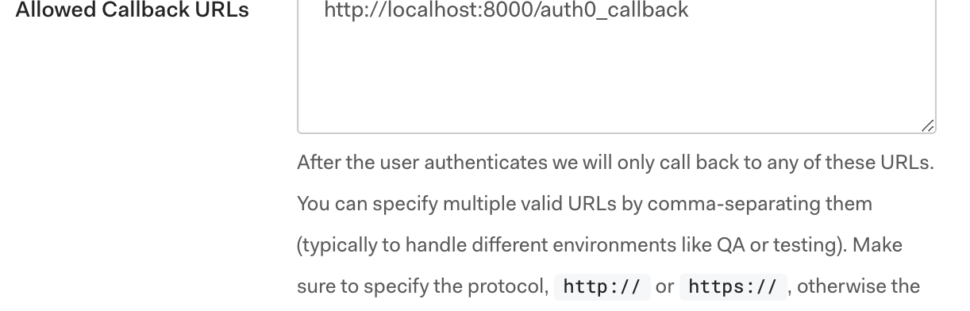 Allowed Callback URLs
http://localhost:8000/auth0_callback
After the user authenticates we will only call back to any of these URLs.
You can specify multiple valid URLs by comma-separating them
(typically to handle different environments like QA or testing). Make
sure to specify the protocol, http:// or https:// , otherwise the